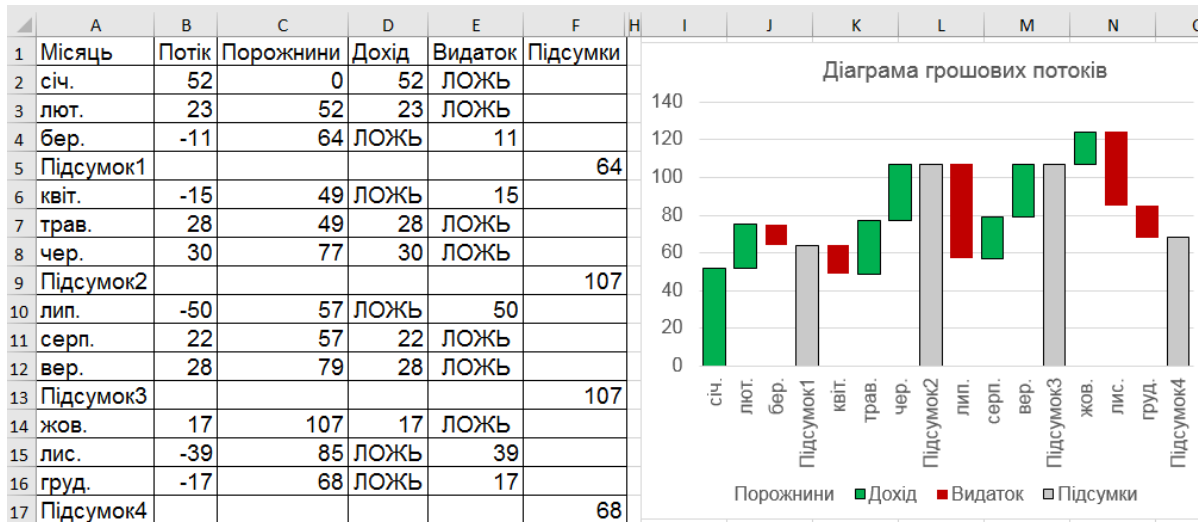 A B C D E F H I J K L M N
1 Місяць Потік Порожнини Дохід Видаток Підсумки
2 січ. 52 0 52 ЛОЖЬ
3 лют. 23 52 23 ЛОЖЬ
4 бер. -11 64 ЛОЖЬ 11
5 Підсумок1 64
6 квіт. -15 49 ЛОЖЬ 15
7 трав. 28 49 28 ЛОЖЬ
8 чер. 30 77 30 ЛОЖЬ
9 Підсумок2 107
10 лип. -50 57 ЛОЖЬ 50
11 серп. 22 57 22 ЛОЖЬ
12 вер. 28 79 28 ЛОЖЬ
13 Підсумок3 107
14 жов. 17 107 17 ЛОЖЬ
15 лис. -39 85 ЛОЖЬ 39
16 груд. -17 68 ЛОЖЬ 17
17 Підсумок4 68
Діаграма грошових потоків
140
120
100
80
60
40
20
0
січ. лют. бер. Підсумок1 квіт. трав. чер. Підсумок2 лип. серп. вер. Підсумок3 жов. лис. груд. Підсумок4
Порожнини Дохід Видаток Підсумки